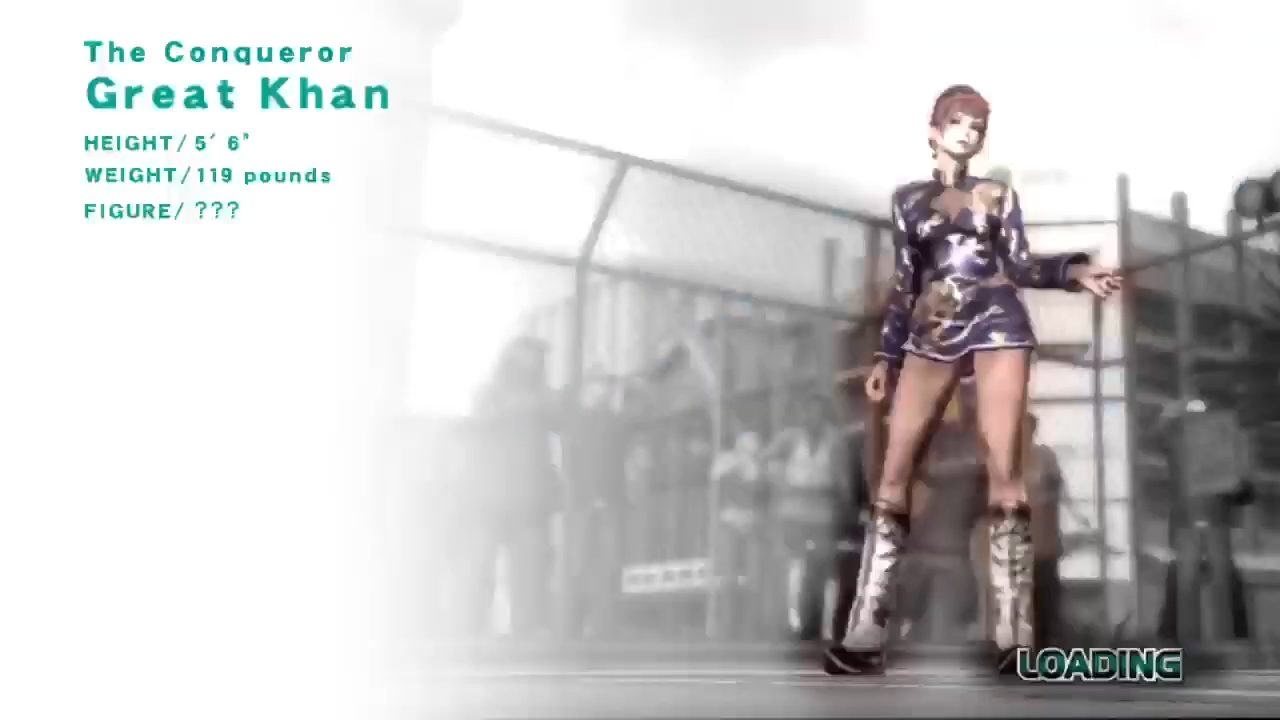 The Conqueror
Great Khan
HEIGHT/ 5´ 6"
WEIGHT/119 pounds
FIGURE/ ???
LOADING